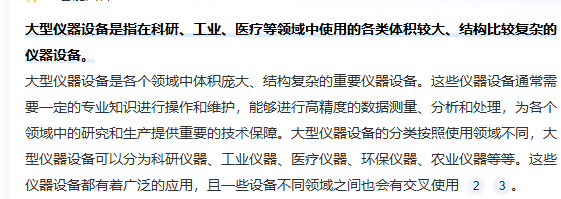 大型仪器设备是指在科研、工业、医疗等领域中使用的各类体积较大、结构比较复杂的
仪器设备。
大型仪器设备是各个领域中体积庞大、结构复杂的重要仪器设备。这些仪器设备通常需
要一定的专业知识进行操作和维护，能够进行高精度的数据测量、分析和处理，为各个
领域中的研究和生产提供重要的技术保障。大型仪器设备的分类按照使用领域不同，大
型仪器设备可以分为科研仪器、工业仪器、医疗仪器、环保仪器、农业仪器等等。这些
仪器设备都有着广泛的应用，且一些设备不同领域之间也会有交叉使用 2 3 。